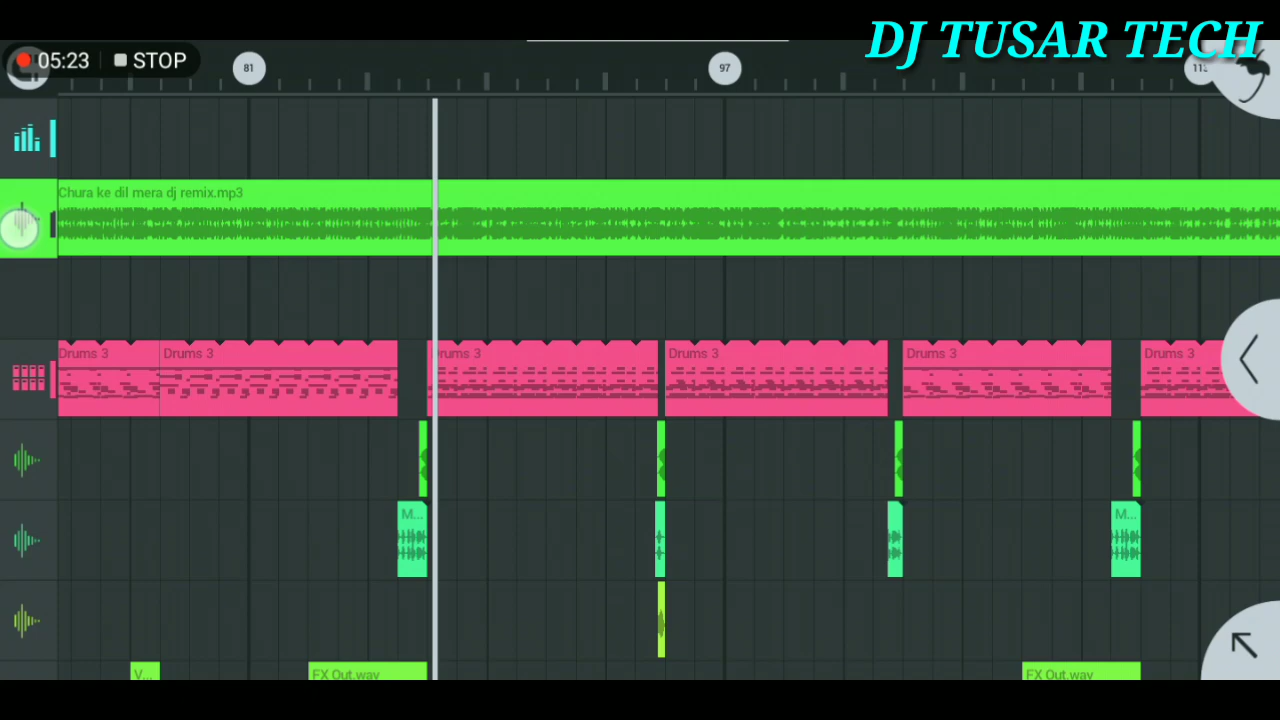 DJ TUSAR TECH
05:23 STOP
81
97
Chura ke dil mera dj remix.mp3
Drums 3
Drums 3
Drums 3
Drums 3
Drums 3
Drums 3
M...
M...
V...
FX Out.wav
FX Out.wav